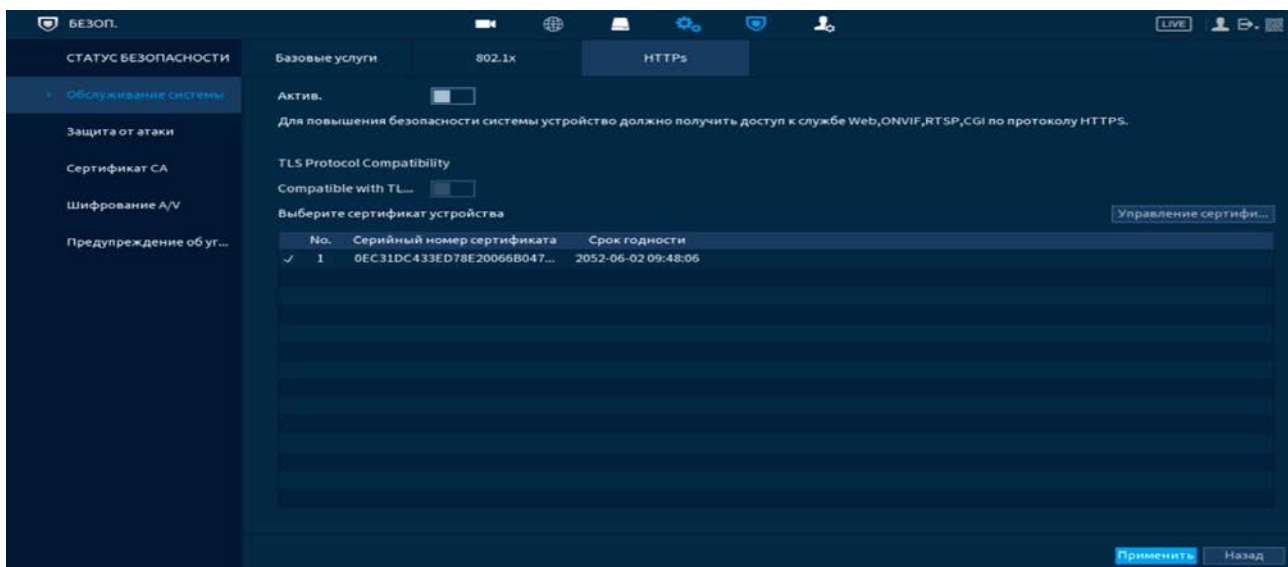 БЕЗОП.
LIVE
СТАТУС БЕЗОПАСНОСТИ
Базовые услуги
802.1x
HTTPs
Обслуживание системы
Актив.
Для повышения безопасности системы устройство должно получить доступ к службе Web,ONVIF,RTSP,CGI по протоколу HTTPS.
Защита от атаки
TLS Protocol Compatibility
Сертификат CA
Compatible with TL...
Шифрование A/V
Выберите сертификат устройства
Управление сертифи...
Предупреждение об уг...
No. Серийный номер сертификата Срок годности
1 0EC31DC433ED78E20066B047... 2052-06-02 09:48:06
Применить
Назад